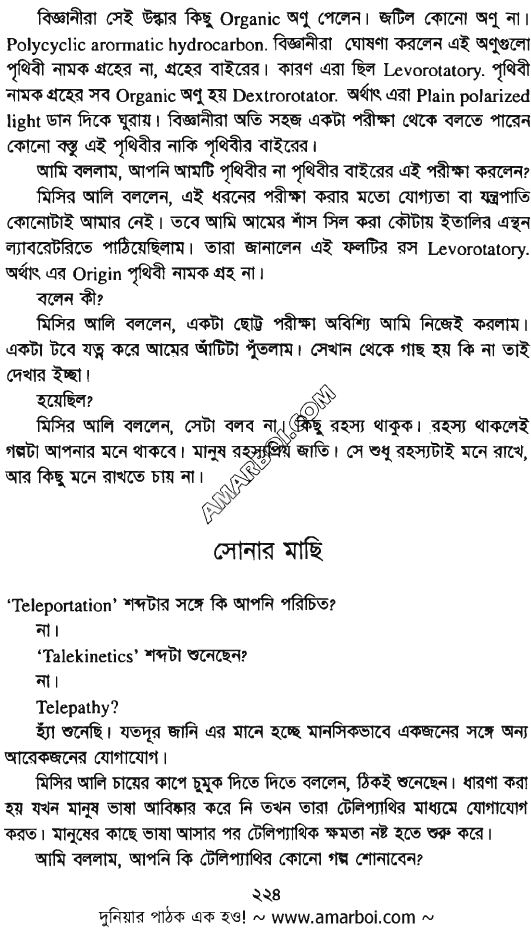 বিজ্ঞানীরা সেই উল্কার কিছু Organic অণু পেলেন। জটিল কোনো অণু না।
Polycyclic arormatic hydrocarbon. বিজ্ঞানীরা ঘোষণা করলেন এই অণুগুলো
পৃথিবী নামক গ্রহের না, গ্রহের বাইরের। কারণ এরা ছিল Levorotatory. পৃথিবী
নামক গ্রহের সব Organic অণু হয় Dextrorotator. অর্থাৎ এরা Plain polarized
light ডান দিকে ঘুরায়। বিজ্ঞানীরা অতি সহজ একটা পরীক্ষা থেকে বলতে পারেন
কোনো বস্তু এই পৃথিবীর নাকি পৃথিবীর বাইরের।
আমি বললাম, আপনি আমটি পৃথিবীর না পৃথিবীর বাইরের এই পরীক্ষা করলেন?
মিসির আলি বললেন, এই ধরনের পরীক্ষা করার মতো যোগ্যতা বা যন্ত্রপাতি
কোনোটাই আমার নেই। তবে আমি আমের শাঁস সিল করা কৌটায় ইতালির এন্থন
ল্যাবরেটরিতে পাঠিয়েছিলাম। তারা জানালেন এই ফলটির রস Levorotatory.
অর্থাৎ এর Origin পৃথিবী নামক গ্রহ না।
বলেন কী?
মিসির আলি বললেন, একটা ছোট্ট পরীক্ষা অবিশ্যি আমি নিজেই করলাম।
একটা টবে যত্ন করে আমের আঁটিটা পুঁতলাম। সেখান থেকে গাছ হয় কি না তাই
দেখার ইচ্ছা।
হয়েছিল?
মিসির আলি বললেন, সেটা বলব না। কিছু রহস্য থাকুক। রহস্য থাকলেই
গল্পটা আপনার মনে থাকবে। মানুষ রহস্যপ্রিয় জাতি। সে শুধু রহস্যটাই মনে রাখে,
আর কিছু মনে রাখতে চায় না।
AMARBOI.COM
সোনার মাছি
‘Teleportation’ শব্দটার সঙ্গে কি আপনি পরিচিত?
না।
‘Talekinetics’ শব্দটা শুনেছেন?
না।
Telepathy?
হ্যাঁ শুনেছি। যতদূর জানি এর মানে হচ্ছে মানসিকভাবে একজনের সঙ্গে অন্য
আরেকজনের যোগাযোগ।
মিসির আলি চায়ের কাপে চুমুক দিতে দিতে বললেন, ঠিকই শুনেছেন। ধারণা করা
হয় যখন মানুষ ভাষা আবিষ্কার করে নি তখন তারা টেলিপ্যাথির মাধ্যমে যোগাযোগ
করত। মানুষের কাছে ভাষা আসার পর টেলিপ্যাথিক ক্ষমতা নষ্ট হতে শুরু করে।
আমি বললাম, আপনি কি টেলিপ্যাথির কোনো গল্প শোনাবেন?
২২৪
দুনিয়ার পাঠক এক হও! ~ www.amarboi.com ~